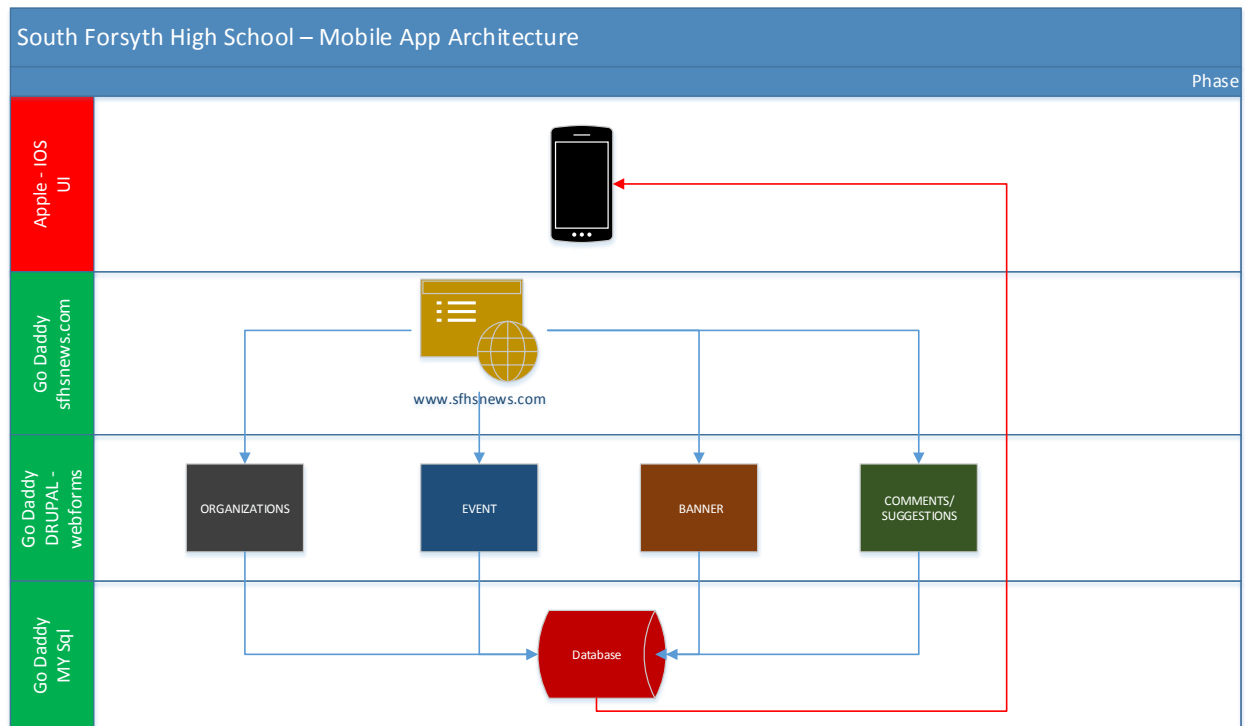 South Forsyth High School – Mobile App Architecture
Phase
Apple - IOS
UI
Go Daddy
sfhsnews.com
www.sfhsnews.com
Go Daddy
DRUPAL -
webforms
ORGANIZATIONS
EVENT
BANNER
COMMENTS/
SUGGESTIONS
Go Daddy
MY Sql
Database